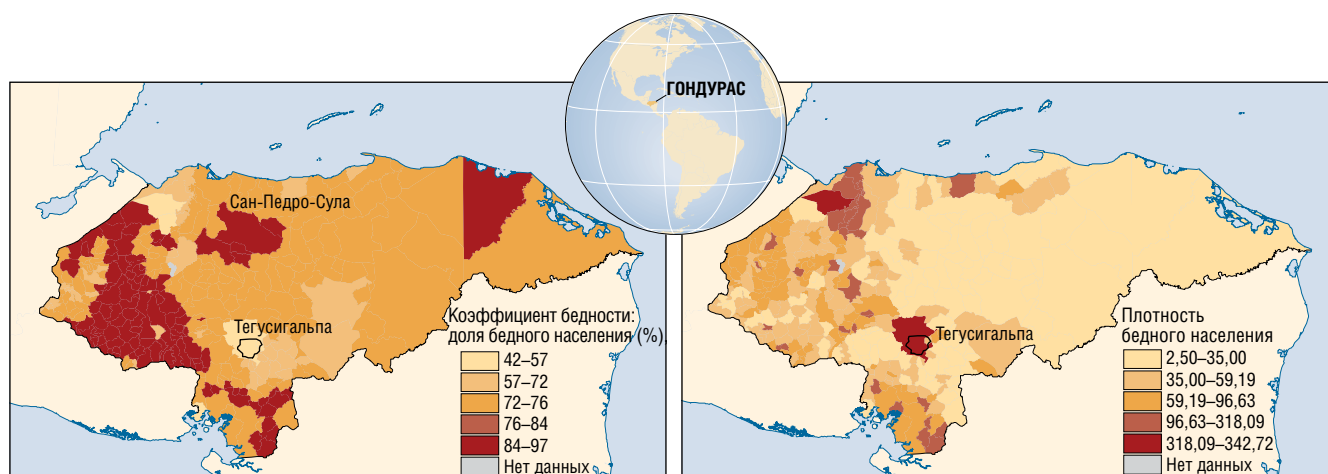 ГОНДУРАС
Сан-Педро-Сула
Тегусигальпа
Коэффициент бедности:
доля бедного населения (%),
42–57
57–72
72–76
76–84
84–97
Нет данных
Тегусигальпа
Плотность
бедного населения
2,50–35,00
35,00–59,19
59,19–96,63
96,63–318,09
318,09–342,72
Нет данных